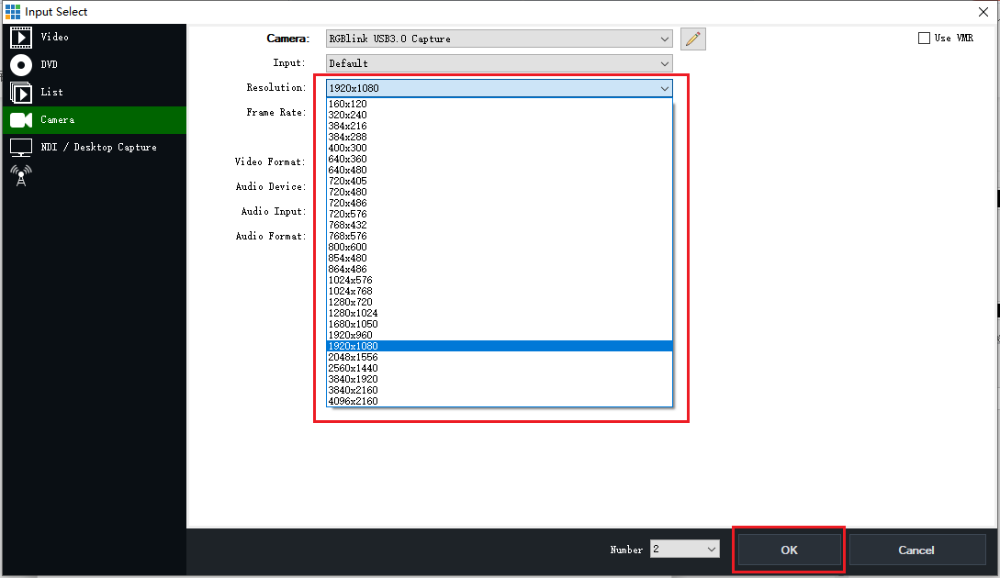 Input Select
Video
DVD
List
Camera
NDI / Desktop Capture
Camera: RGBlink USB3.0 Capture
Use VMR
Input: Default
Resolution: 1920x1080
Frame Rate:
Video Format:
Audio Device:
Audio Input:
Audio Format:
160x120
320x240
384x216
384x288
400x300
640x360
640x480
720x405
720x480
720x486
720x576
768x432
768x576
800x600
854x480
864x486
1024x576
1024x768
1280x720
1280x1024
1680x1050
1920x960
1920x1080
2048x1556
2560x1440
3840x1920
3840x2160
4096x2160
Number 2
OK
Cancel